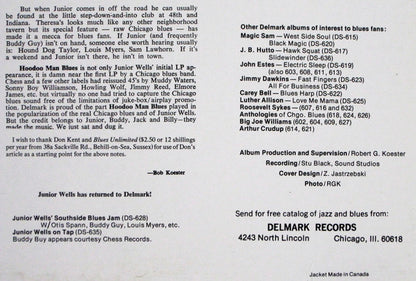 But when Junior comes in off the road he can usually
be found at the little step-down-and-into club at 48th and
Indiana. Theresa's looks much like any other neighborhood
tavern but its special feature - raw Chicago blues - has
made it a mecca for blues fans. If Junior (and frequently
Buddy Guy) isn't on hand, someone else worth hearing usually
is: Hound Dog Taylor, Louis Myers, Sam Lawhorn. If it's
a weekend and Junior isn't there, he isn't in town.
Hoodoo Man Blues is not only Junior Wells' initial LP ap-
pearance, it is damn near the first LP by a Chicago blues band.
Chess and a few other labels had reissued 45's by Muddy Waters,
Sonny Boy Williamson, Howling Wolf, Jimmy Reed, Elmore
James, etc. but virtually no one had tried to capture the Chicago
blues sound free of the limitations of juke-box/airplay promo-
tion. Delmark is proud of the part Hoodoo Man Blues played in
the popularization of the real Chicago blues and of Junior Wells.
But the credit belongs to Junior, Buddy, Jack and Billy—they
made the music. We just sat and dug it.
I wish to thank Don Kent and Blues Unlimited ($2.50 or 12 shillings
per year from 38a Sackville Rd., Behill-on-Sea, Sussex) for use of Don's
article as a starting point for the above notes.
—Bob Koester
Junior Wells has returned to Delmark!
Junior Wells' Southside Blues Jam (DS-628)
W/Otis Spann, Buddy Guy, Louis Myers, etc.
Junior Wells on Tap (DS-635)
Buddy Guy appears courtesy Chess Records.
Other Delmark albums of interest to blues fans:
Magic Sam — West Side Soul (DS-615)
Black Magic (DS-620)
J. B. Hutto — Hawk Squat (DS-617)
Slidewinder (DS-636)
John Estes — Electric Sleep (DS-619)
(also 603, 608, 611, 613)
Jimmy Dawkins — Fast Fingers (DS-623)
All For Business (DS-634)
Carey Bell — Blues Harp (DS-622)
Luther Allison — Love Me Mama (DS-625)
Roosevelt Sykes — (607, 616 & 632)
Anthologies of Chgo. Blues (618, 624, 626)
Big Joe Williams (602, 604, 609, 627)
Arthur Crudup (614, 621)
Album Production and Supervision/Robert G. Koester
Recording/Stu Black, Sound Studios
Cover Design/Z. Jastrzebski
Photo/RGK
Send for free catalog of jazz and blues from:
DELMARK RECORDS
4243 North Lincoln Chicago, Ill. 60618
Jacket Made in Canada